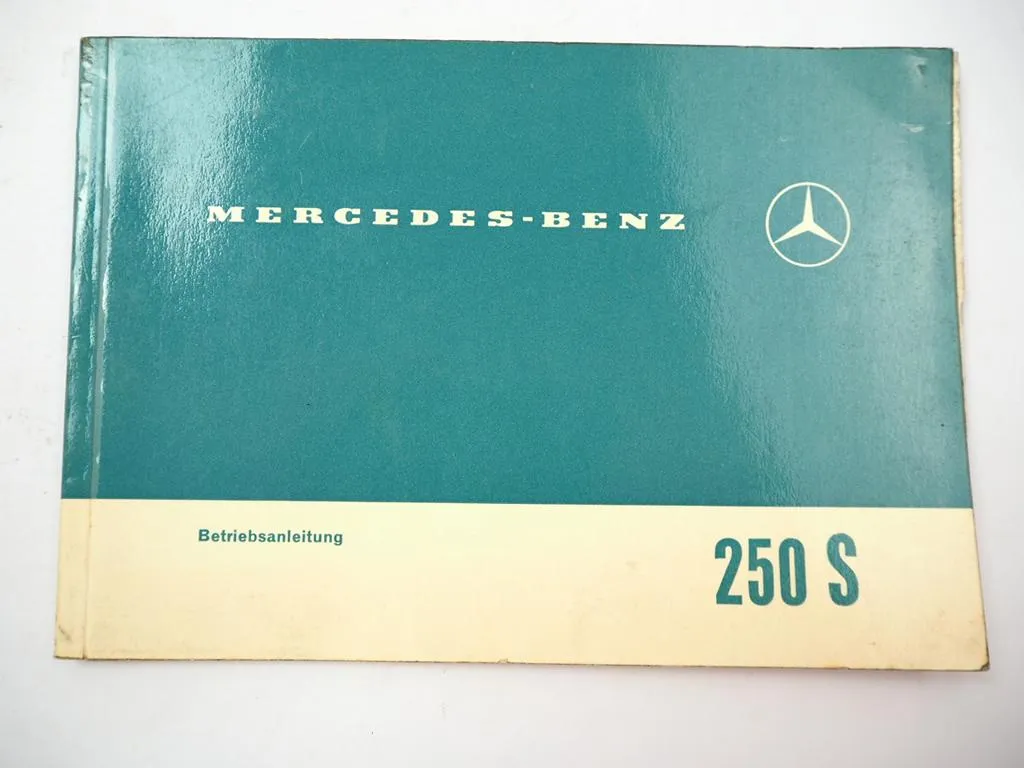 MERCEDES-BENZ
Betriebsanleitung
250 S